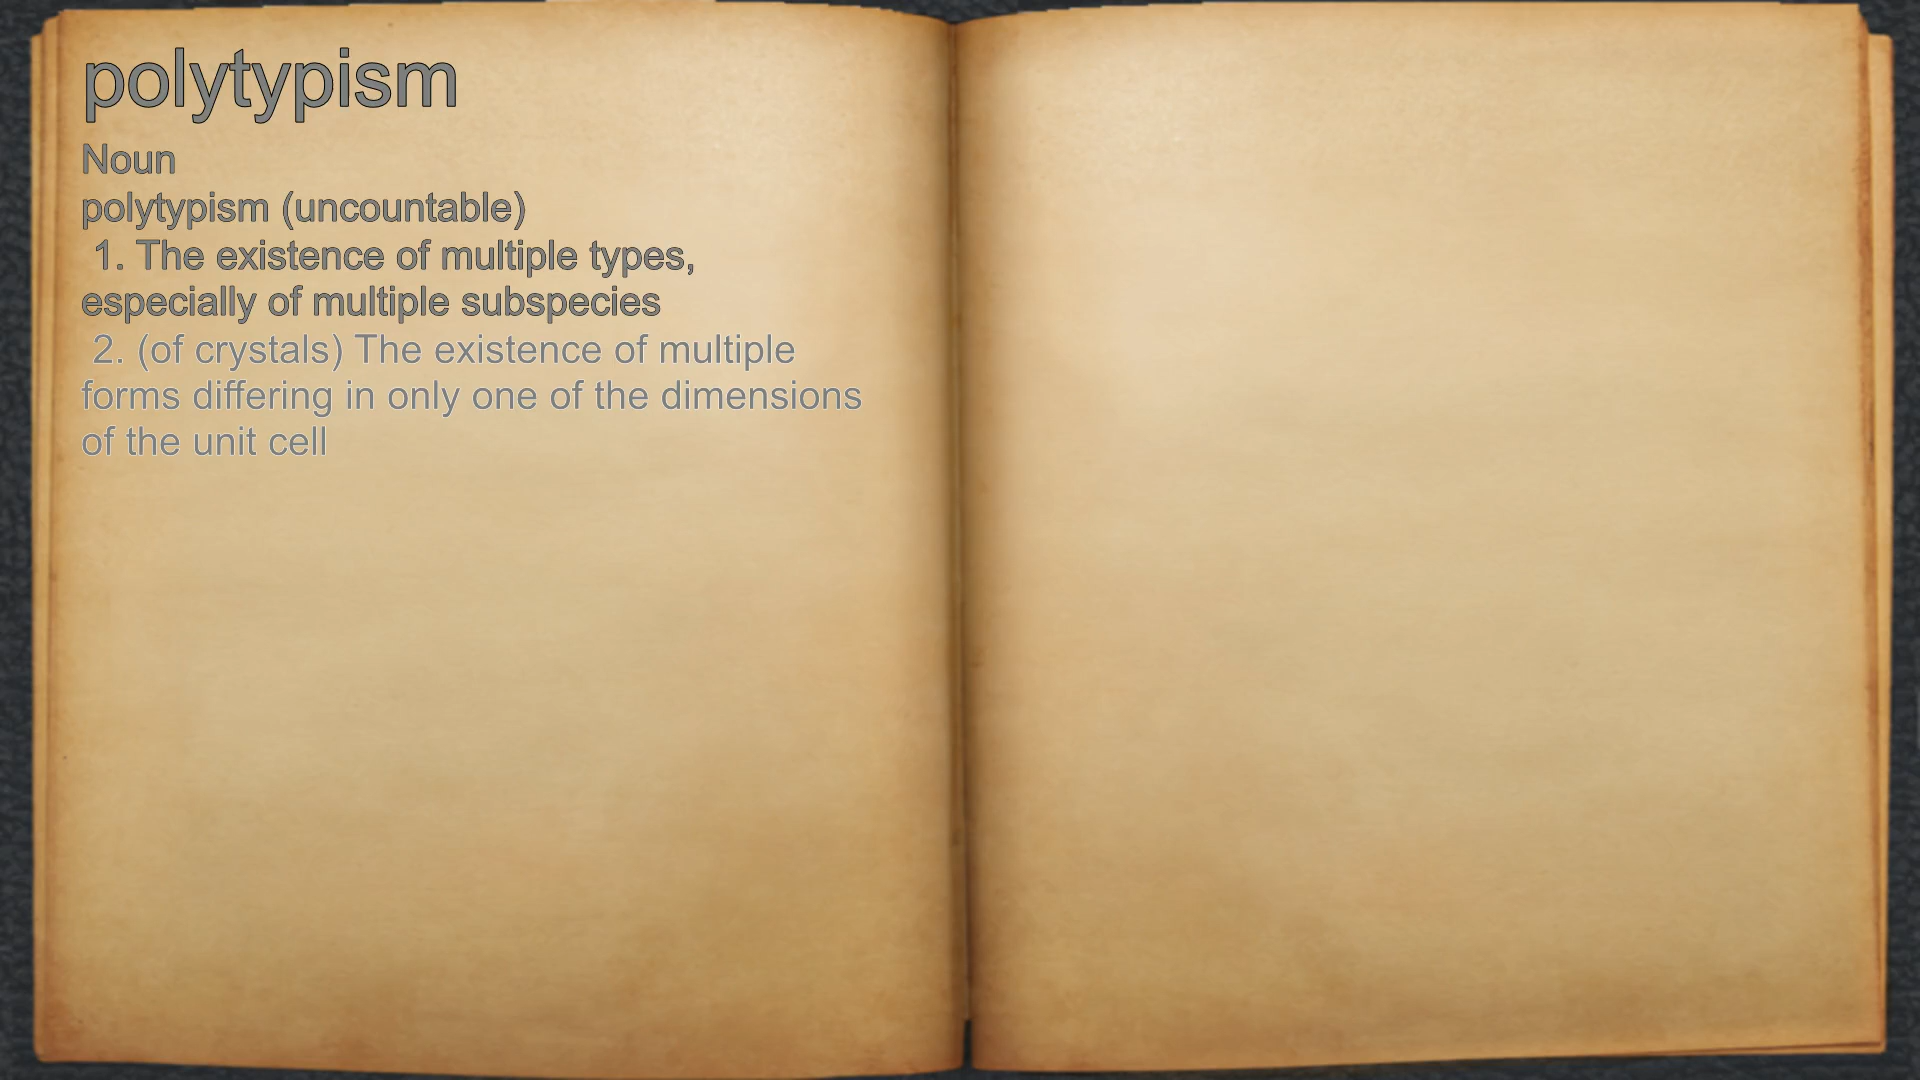 polytypism
Noun
polytypism (uncountable)
1. The existence of multiple types,
especially of multiple subspecies
2. (of crystals) The existence of multiple
forms differing in only one of the dimensions
of the unit cell